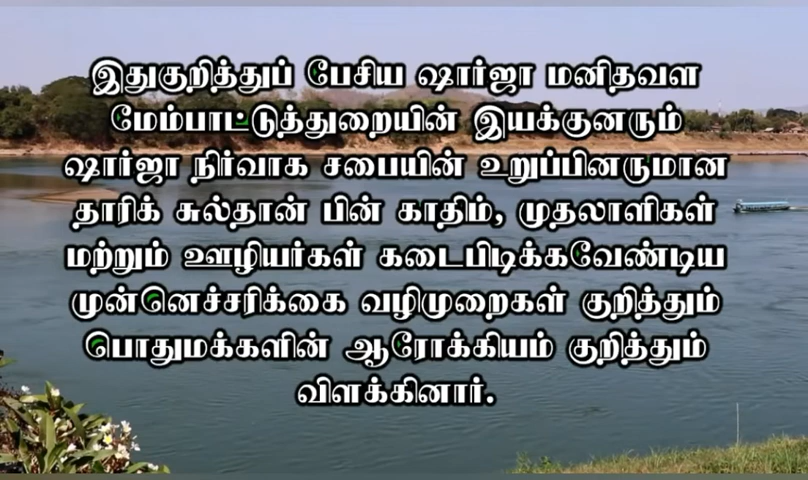 இதுகுறித்துப் பேசிய ஷார்ஜா மனிதவள
மேம்பாட்டுத்துறையின் இயக்குனரும்
ஷார்ஜா நிர்வாக சபையின் உறுப்பினருமான
தாரிக் சுல்தான் பின் காதிம், முதலாளிகள்
மற்றும் ஊழியர்கள் கடைபிடிக்கவேண்டிய
முன்னெச்சரிக்கை வழிமுறைகள் குறித்தும்
பொதுமக்களின் ஆரோக்கியம் குறித்தும்
விளக்கினார்.